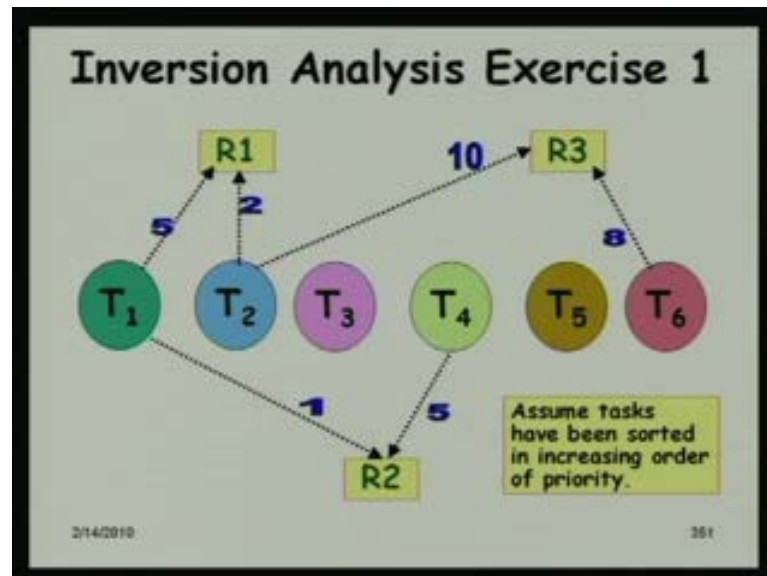 Inversion Analysis Exercise 1
R1
10
R3
5
2
8
T1
T2
T3
T4
T5
T6
1
5
R2
Assume tasks
have been sorted
in increasing order
of priority.
2/14/2010